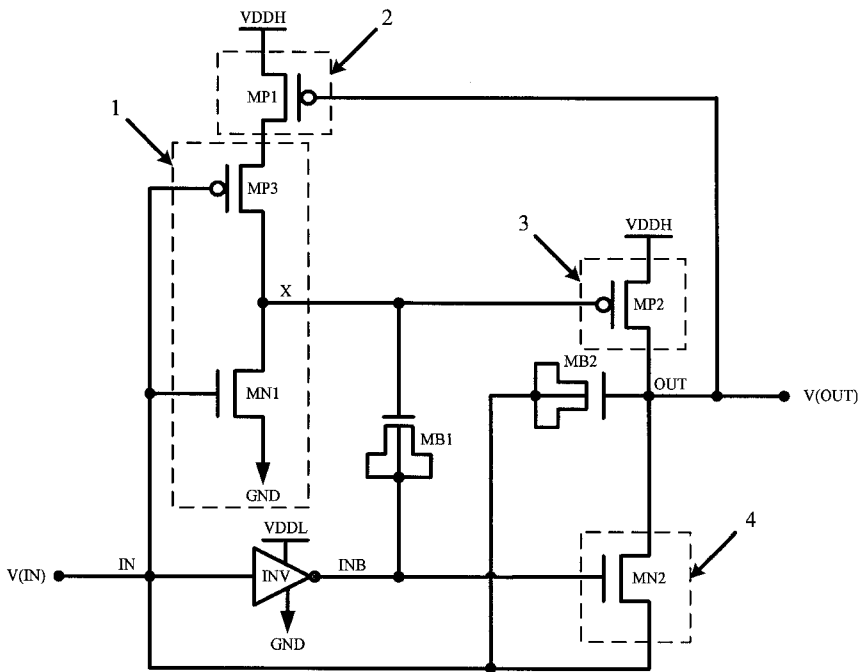 VDDH
2
MP1
1
MP3
3
VDDH
X
MP2
MB2
OUT
MN1
V(OUT)
MB1
GND
4
VDDL
IN
INB
V(IN)
INV
MN2
GND